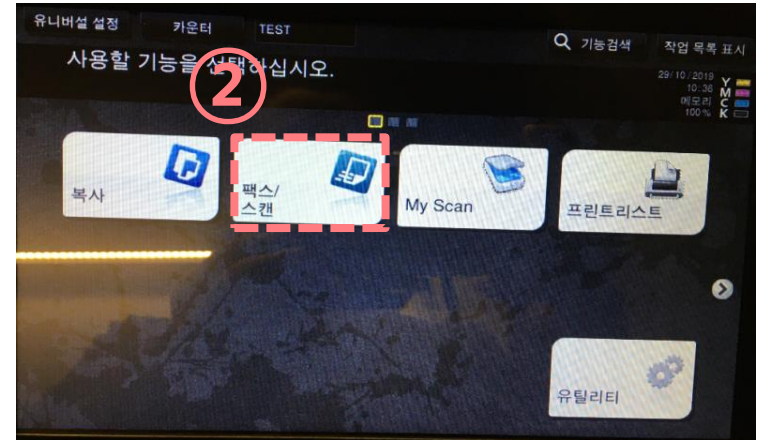 유니버설 설정
카운터
TEST
기능검색
작업 목록 표시
사용할 기능을 선택하십시오.
②
29/10/2019
10:36
메모리
100%
Y
M
C
K
복사
팩스/
스캔
My Scan
프린트리스트
유틸리티